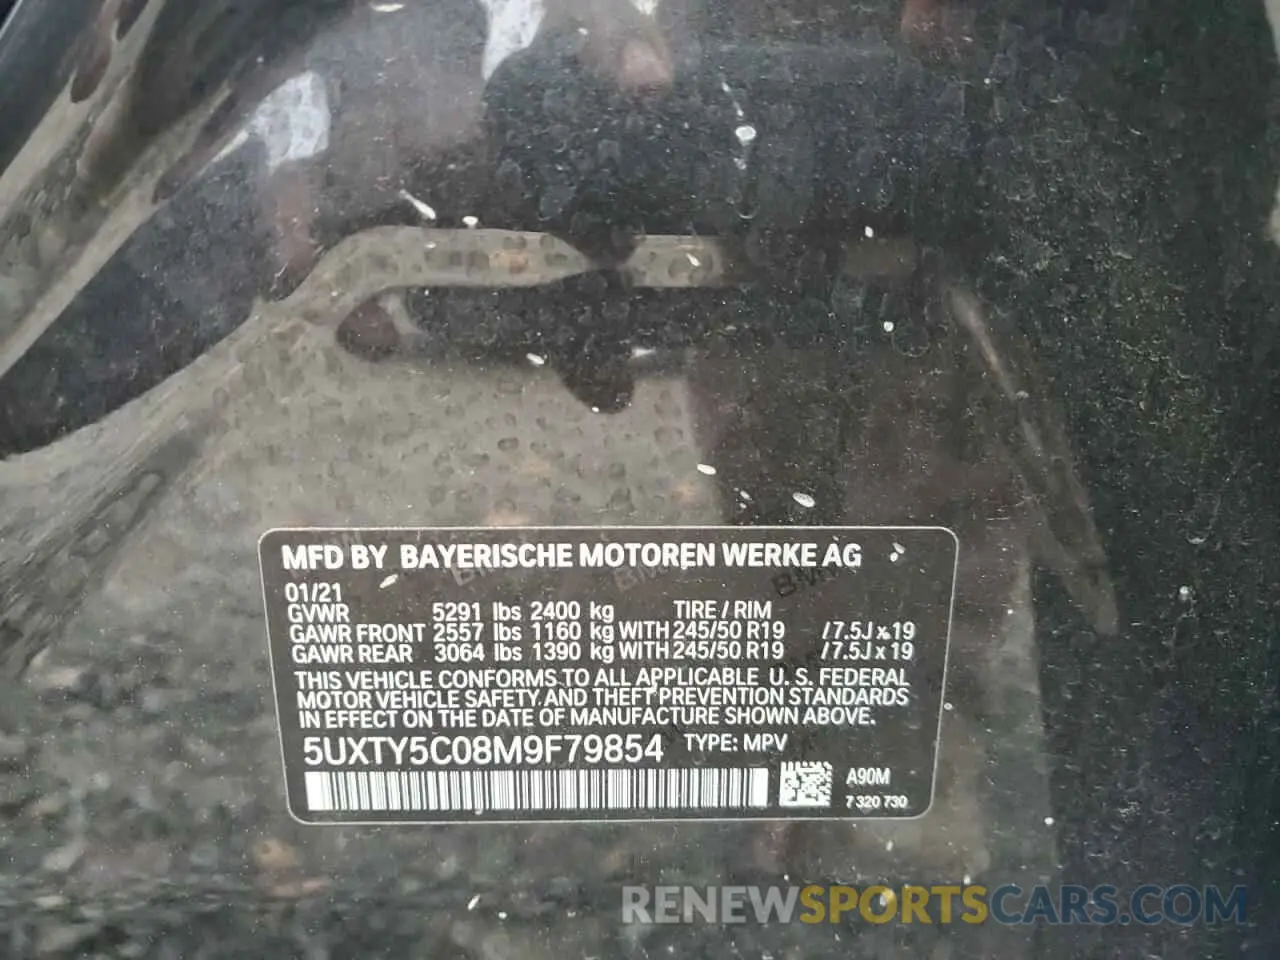 MFD BY BAYERISCHE MOTOREN WERKE AG
01/21
GVWR 5291 lbs 2400 kg TIRE / RIM
GAWR FRONT 2557 lbs 1160 kg WITH 245/50 R19 /7.5J x 19
GAWR REAR 3064 lbs 1390 kg WITH 245/50 R19 /7.5J x 19
THIS VEHICLE CONFORMS TO ALL APPLICABLE U. S. FEDERAL
MOTOR VEHICLE SAFETY AND THEFT PREVENTION STANDARDS
IN EFFECT ON THE DATE OF MANUFACTURE SHOWN ABOVE.
5UXTY5C08M9F79854 TYPE: MPV
A90M
7 320 730
RENEWSPORTSCARS.COM